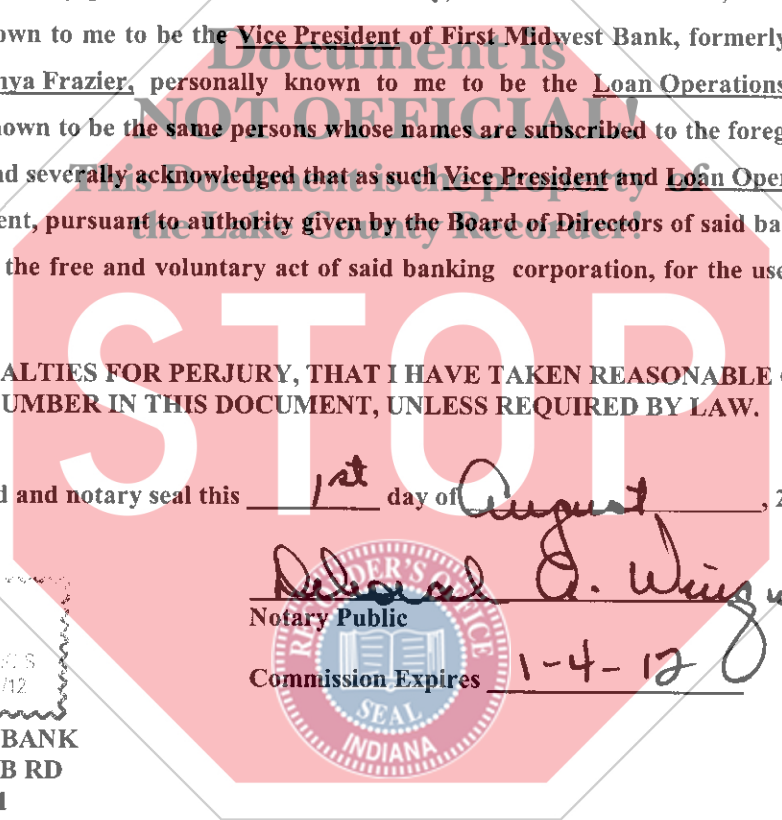 own to me to be the Vice President of First Midwest Bank, formerly
Document is
nya Frazier, personally known to me to be the Loan Operations
NOT OFFICIAL!
nown to be the same persons whose names are subscribed to the foreg
This Document is the property of
nd severally acknowledged that as such Vice President and Loan Oper
the Lake County Recorder!
ent, pursuant to authority given by the Board of Directors of said ba
the free and voluntary act of said banking corporation, for the use
STOP
ALTIES FOR PERJURY, THAT I HAVE TAKEN REASONABLE
UMBER IN THIS DOCUMENT, UNLESS REQUIRED BY LAW.
d and notary seal this 1st day of August, 2
Deborah A.
Notary Public
RECORDER'S OFFICE
Commission Expires 1-4-12
SEAL
INDIANA
/12
BANK
B RD